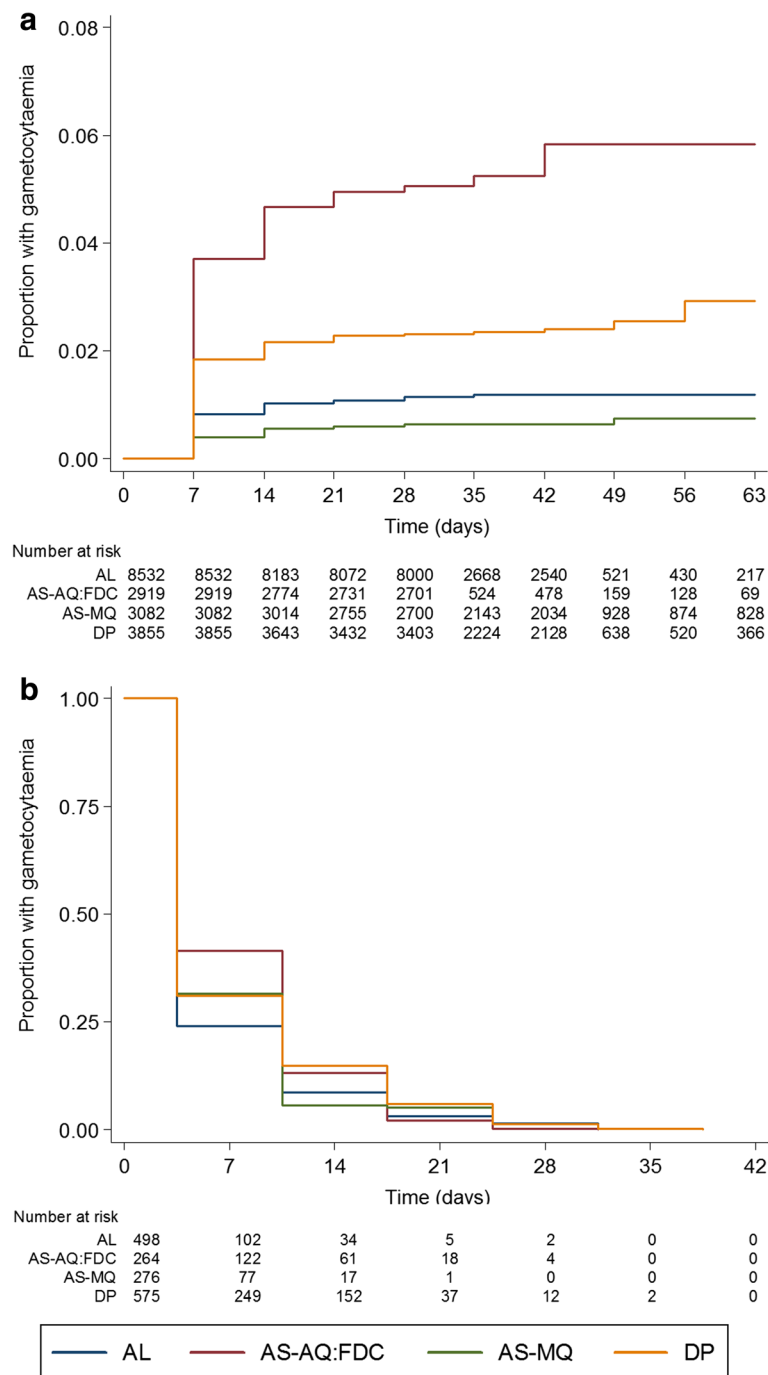 a
0.08
0.06
0.04
0.02
0.00
Proportion with gametocytaemia
0 7 14 21 28 35 42 49 56 63
Time (days)
Number at risk
AL 8532 8532 8183 8072 8000 2668 2540 521 430 217
AS-AQ:FDC 2919 2919 2774 2731 2701 524 478 159 128 69
AS-MQ 3082 3082 3014 2755 2700 2143 2034 928 874 828
DP 3855 3855 3643 3432 3403 2224 2128 638 520 366
b
1.00
0.75
0.50
0.25
0.00
Proportion with gametocytaemia
0 7 14 21 28 35 42
Time (days)
Number at risk
AL 498 102 34 5 2 0 0
AS-AQ:FDC 264 122 61 18 4 0 0
AS-MQ 276 77 17 1 0 0 0
DP 575 249 152 37 12 2 0
AL AS-AQ:FDC AS-MQ DP